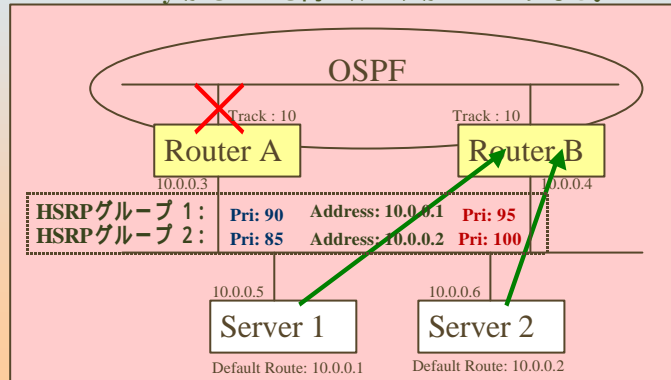 OSPF
Track : 10
Track : 10
Router A
Router B
10.0.0.3
10.0.0.4
HSRPグループ 1： Pri: 90 Address: 10.0.0.1 Pri: 95
HSRPグループ 2： Pri: 85 Address: 10.0.0.2 Pri: 100
10.0.0.5
10.0.0.6
Server 1
Server 2
Default Route: 10.0.0.1
Default Route: 10.0.0.2